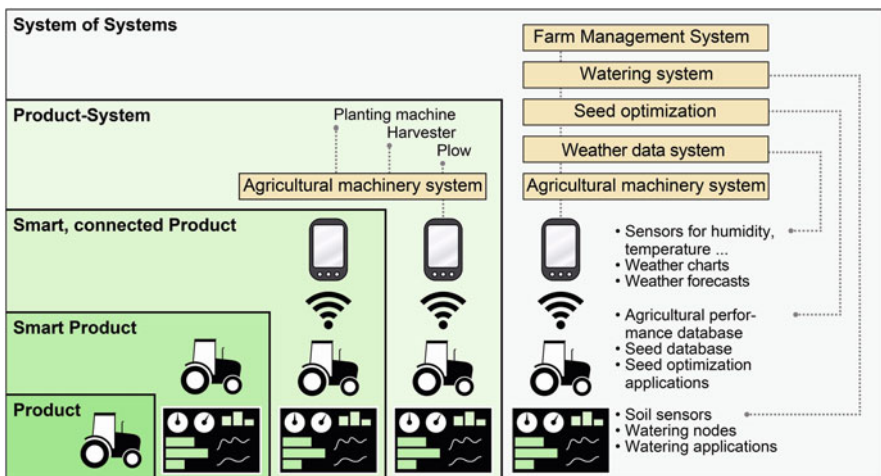 System of Systems
Farm Management System
Watering system
Product-System
Planting machine
Harvester
Plow
Seed optimization
Weather data system
Agricultural machinery system
Agricultural machinery system
Smart, connected Product
• Sensors for humidity,
temperature ...
• Weather charts
• Weather forecasts
Smart Product
• Agricultural perfor-
mance database
• Seed database
• Seed optimization
applications
Product
• Soil sensors
• Watering nodes
• Watering applications